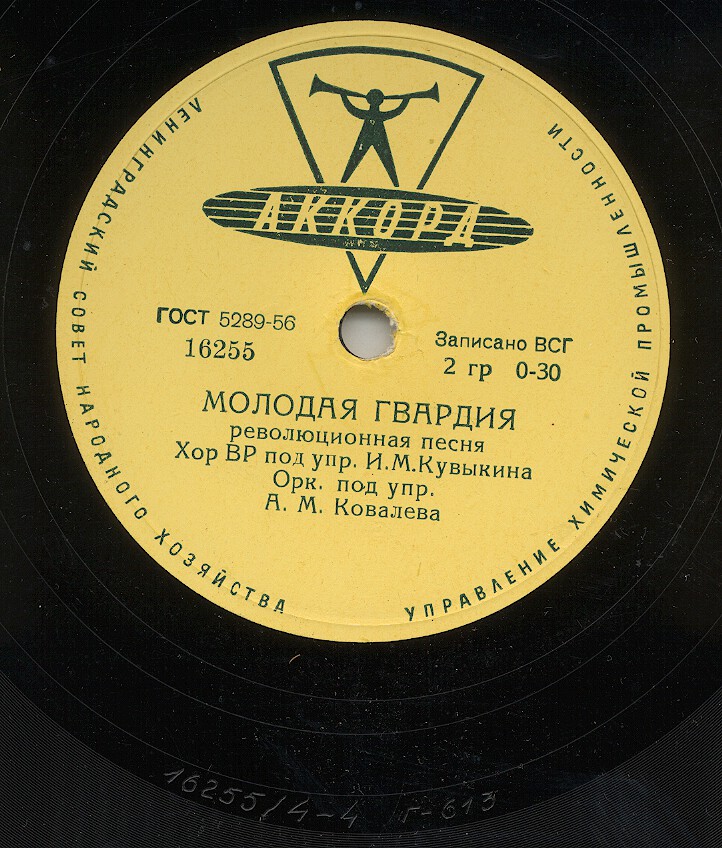 АККОРД
ЛЕНИНГРАДСКИЙ СОВЕТ НАРОДНОГО ХОЗЯЙСТВА
УПРАВЛЕНИЕ ХИМИЧЕСКОЙ ПРОМЫШЛЕННОСТИ
ГОСТ 5289-56
16255
Записано ВСГ
2 гр 0-30
МОЛОДАЯ ГВАРДИЯ
революционная песня
Хор ВР под упр. И.М.Кувыкина
Орк. под упр.
А. М. Ковалева
16255/4-4 Г-613